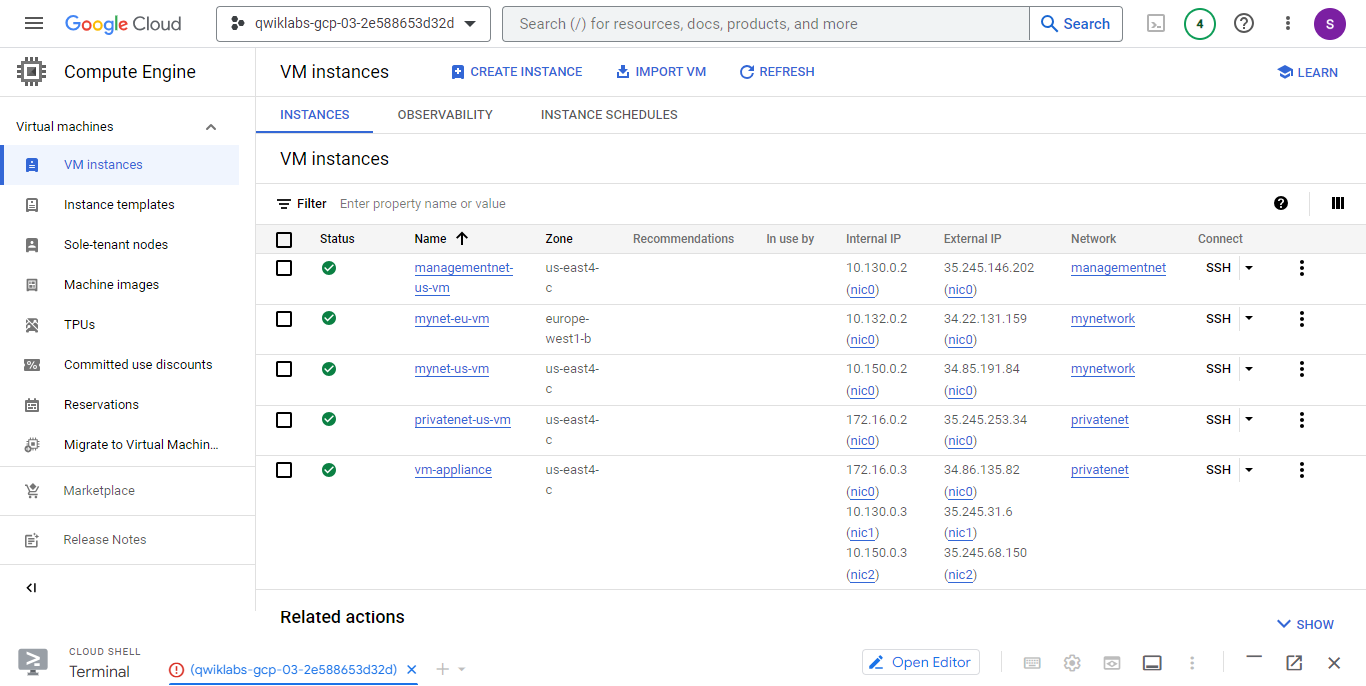 Google Cloud
qwiklabs-gcp-03-2e588653d32d
Search (/) for resources, docs, products, and more
Search
4
S
Compute Engine
VM instances
CREATE INSTANCE
IMPORT VM
REFRESH
LEARN
Virtual machines
VM instances
Instance templates
Sole-tenant nodes
Machine images
TPUs
Committed use discounts
Reservations
Migrate to Virtual Machin...
Marketplace
Release Notes
INSTANCES
OBSERVABILITY
INSTANCE SCHEDULES
VM instances
Filter Enter property name or value
Status Name Zone Recommendations In use by Internal IP External IP Network Connect
managementnet- us-east4- 10.130.0.2 35.245.146.202 managementnet SSH
us-vm c (nic0) (nic0)
mynet-eu-vm europe- 10.132.0.2 34.22.131.159 mynetwork SSH
west1-b (nic0) (nic0)
mynet-us-vm us-east4- 10.150.0.2 34.85.191.84 mynetwork SSH
c (nic0) (nic0)
privatenet-us-vm us-east4- 172.16.0.2 35.245.253.34 privatenet SSH
c (nic0) (nic0)
vm-appliance us-east4- 172.16.0.3 34.86.135.82 privatenet SSH
c (nic0) (nic0)
10.130.0.3 35.245.31.6
(nic1) (nic1)
10.150.0.3 35.245.68.150
(nic2) (nic2)
Related actions
SHOW
CLOUD SHELL
Terminal
(qwiklabs-gcp-03-2e588653d32d)
Open Editor